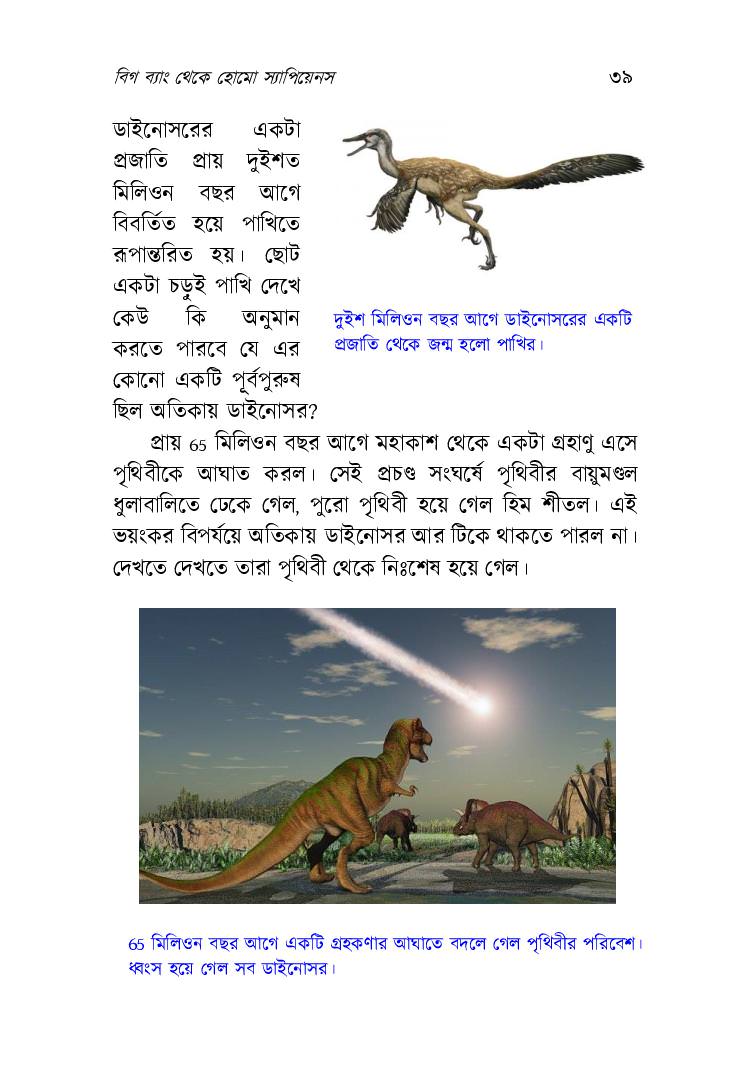 বিগ ব্যাং থেকে হোমো স্যাপিয়েনস ৩৯
ডাইনোসরের একটা
প্রজাতি প্রায় দুইশত
মিলিওন বছর আগে
বিবর্তিত হয়ে পাখিতে
রূপান্তরিত হয়। ছোট
একটা চড়ুই পাখি দেখে
কেউ কি অনুমান
করতে পারবে যে এর
কোনো একটি পূর্বপুরুষ
ছিল অতিকায় ডাইনোসর?
দুইশ মিলিওন বছর আগে ডাইনোসরের একটি
প্রজাতি থেকে জন্ম হলো পাখির।
প্রায় 65 মিলিওন বছর আগে মহাকাশ থেকে একটা গ্রহাণু এসে
পৃথিবীকে আঘাত করল। সেই প্রচণ্ড সংঘর্ষে পৃথিবীর বায়ুমণ্ডল
ধুলাবালিতে ঢেকে গেল, পুরো পৃথিবী হয়ে গেল হিম শীতল। এই
ভয়ংকর বিপর্যয়ে অতিকায় ডাইনোসর আর টিকে থাকতে পারল না।
দেখতে দেখতে তারা পৃথিবী থেকে নিঃশেষ হয়ে গেল।
65 মিলিওন বছর আগে একটি গ্রহকণার আঘাতে বদলে গেল পৃথিবীর পরিবেশ।
ধ্বংস হয়ে গেল সব ডাইনোসর।